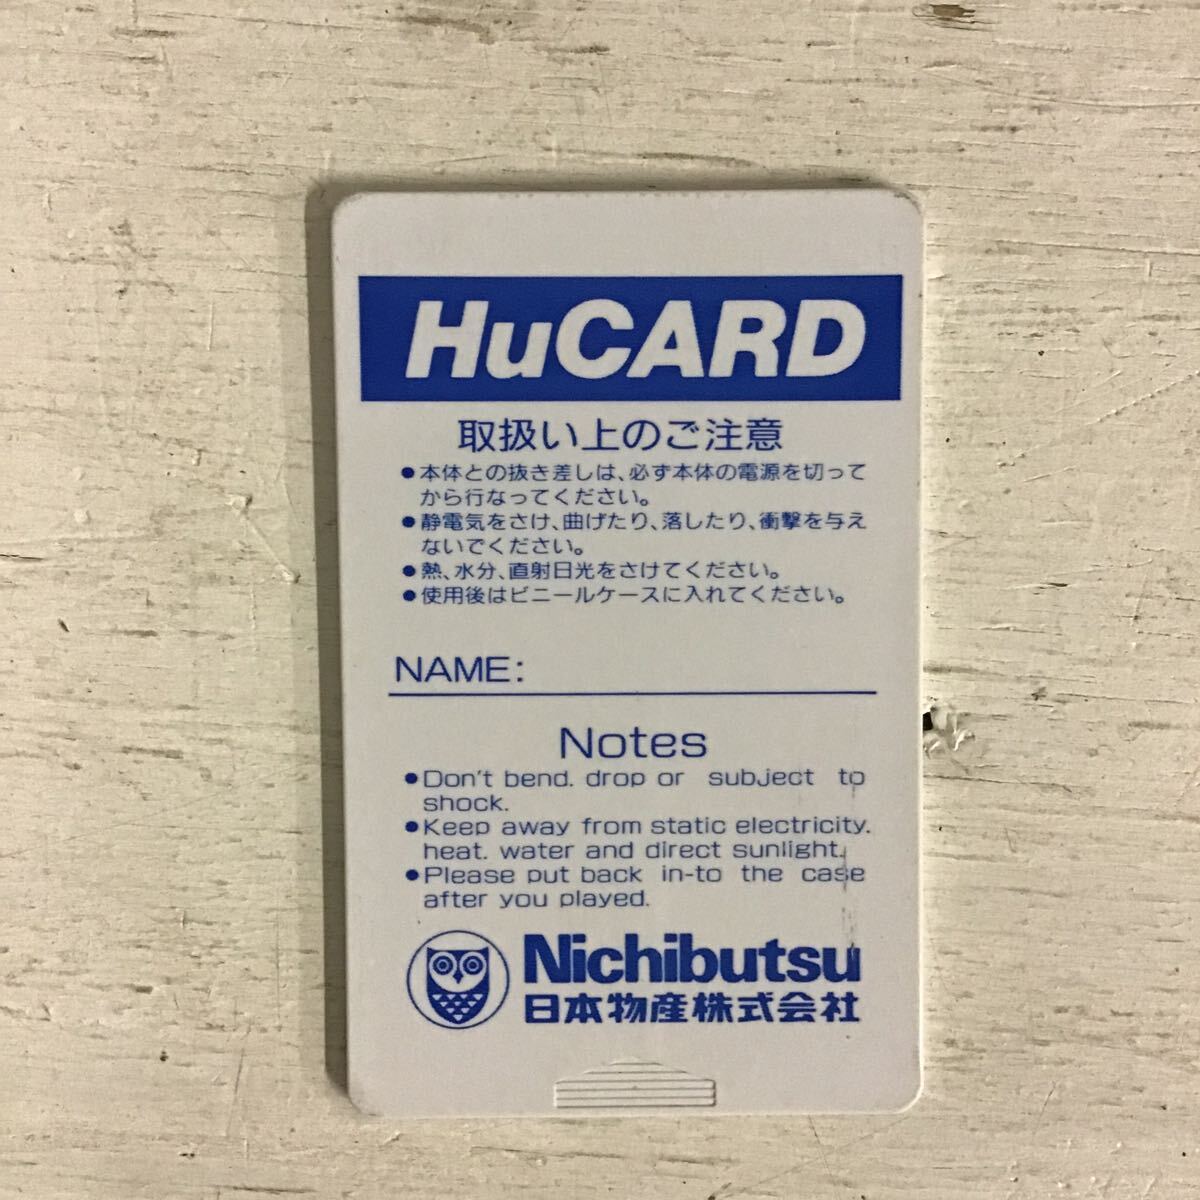 HuCARD
取扱い上のご注意
●本体との抜き差しは、必ず本体の電源を切って
から行なってください。
●静電気をさけ、曲げたり、落したり、衝撃を与え
ないでください。
●熱、水分、直射日光をさけてください。
●使用後はビニールケースに入れてください。
NAME:
Notes
●Don't bend. drop or subject to
shock.
●Keep away from static electricity.
heat. water and direct sunlight.
●Please put back in-to the case
after you played.
Nichibutsu
日本物産株式会社